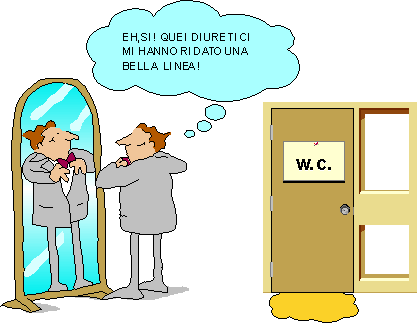 EH,SI! QUEI DIURETICI
MI HANNO RIDATO UNA
BELLA LINEA!
W.C.